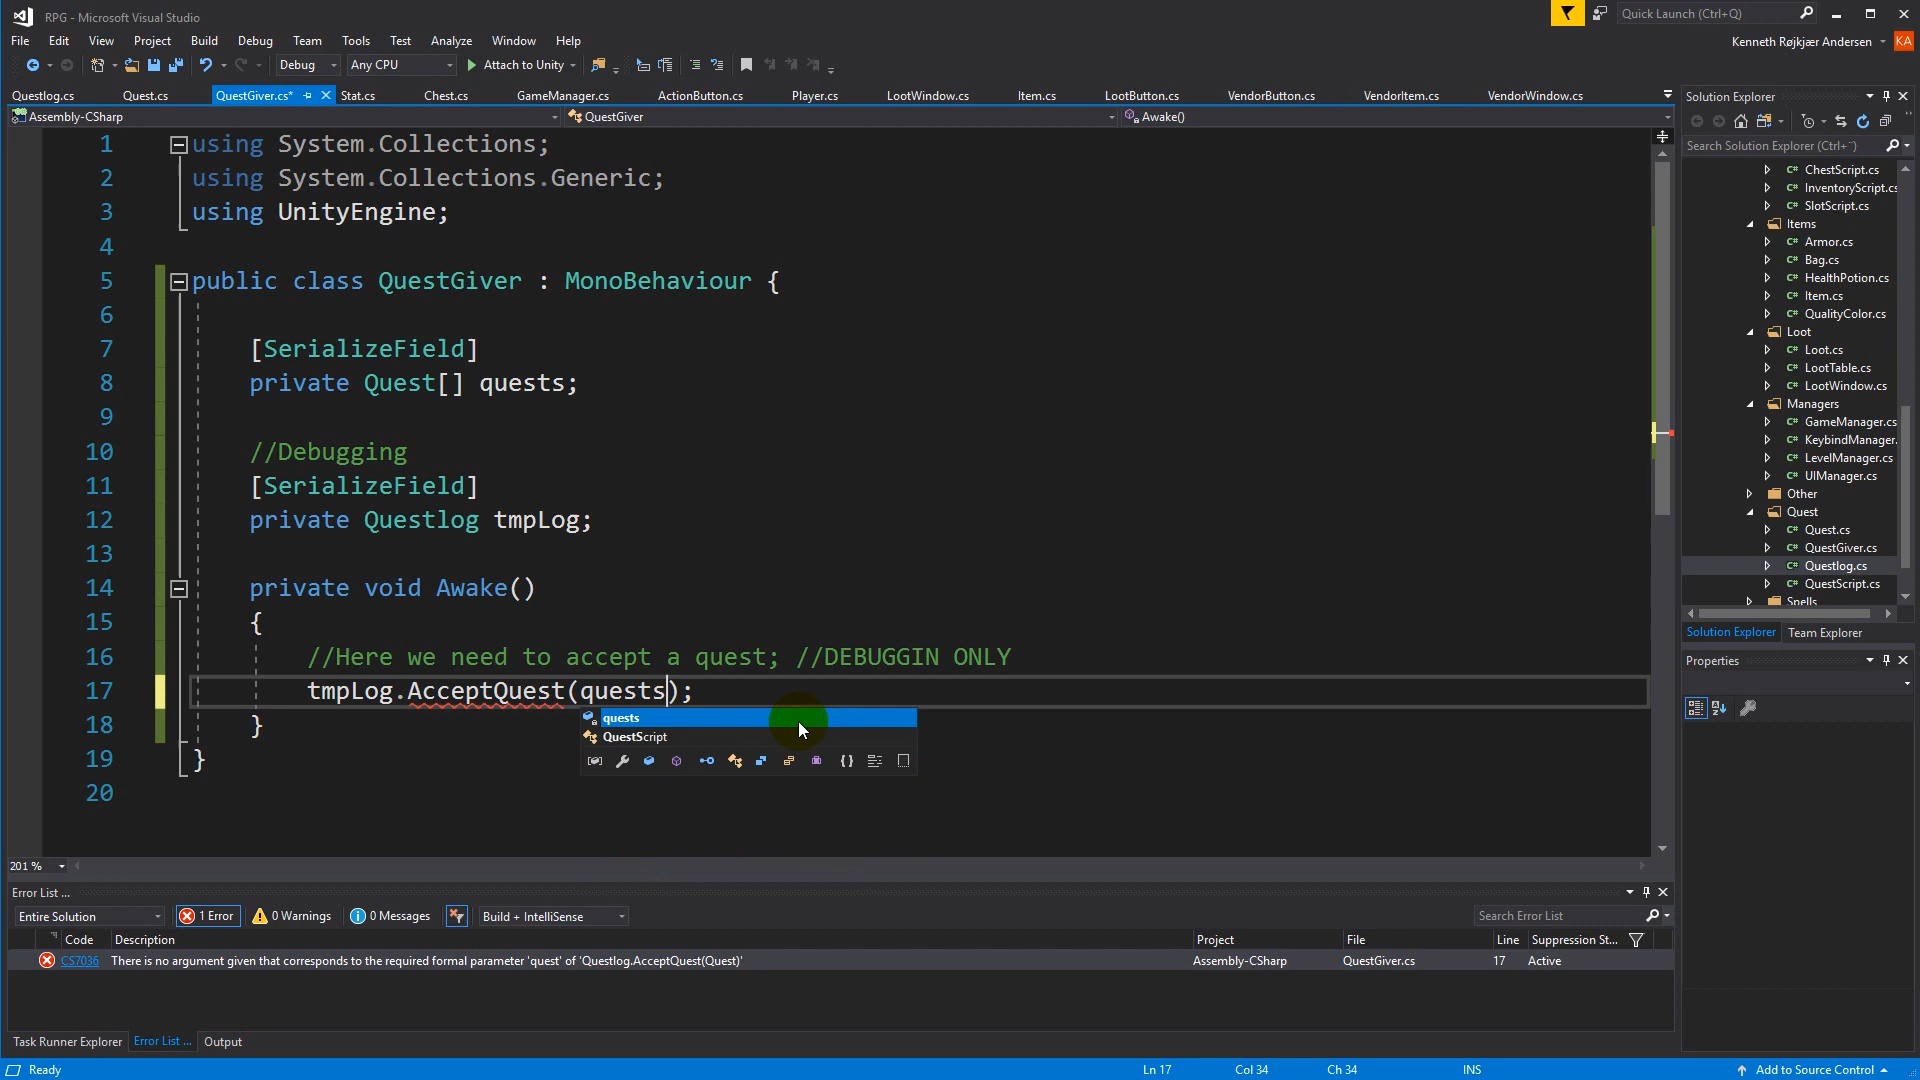 RPG - Microsoft Visual Studio
Quick Launch (Ctrl+Q)
File Edit View Project Build Debug Team Tools Test Analyze Window Help
Kenneth Røjkjær Andersen KA
Debug Any CPU Attach to Unity
Questlog.cs Quest.cs QuestGiver.cs* Stat.cs Chest.cs GameManager.cs ActionButton.cs Player.cs LootWindow.cs Item.cs LootButton.cs VendorButton.cs VendorItem.cs VendorWindow.cs
Assembly-CSharp QuestGiver Awake()
1 using System.Collections;
2 using System.Collections.Generic;
3 using UnityEngine;
4
5 public class QuestGiver : MonoBehaviour {
6
7 [SerializeField]
8 private Quest[] quests;
9
10 //Debugging
11 [SerializeField]
12 private Questlog tmpLog;
13
14 private void Awake()
15 {
16 //Here we need to accept a quest; //DEBUGGIN ONLY
17 tmpLog.AcceptQuest(quests);
18 }
19 }
20
quests
QuestScript
201 %
Solution Explorer
Search Solution Explorer (Ctrl+¨)
C# ChestScript.cs
C# InventoryScript.cs
C# SlotScript.cs
Items
C# Armor.cs
C# Bag.cs
C# HealthPotion.cs
C# Item.cs
C# QualityColor.cs
Loot
C# Loot.cs
C# LootTable.cs
C# LootWindow.cs
Managers
C# GameManager.cs
C# KeybindManager.
C# LevelManager.cs
C# UIManager.cs
Other
Quest
C# Quest.cs
C# QuestGiver.cs
C# Questlog.cs
C# QuestScript.cs
Spells
Solution Explorer Team Explorer
Properties
Error List ...
Entire Solution 1 Error 0 Warnings 0 Messages Build + IntelliSense Search Error List
Code Description Project File Line Suppression St...
CS7036 There is no argument given that corresponds to the required formal parameter 'quest' of 'Questlog.AcceptQuest(Quest)' Assembly-CSharp QuestGiver.cs 17 Active
Task Runner Explorer Error List ... Output
Ready Ln 17 Col 34 Ch 34 INS Add to Source Control